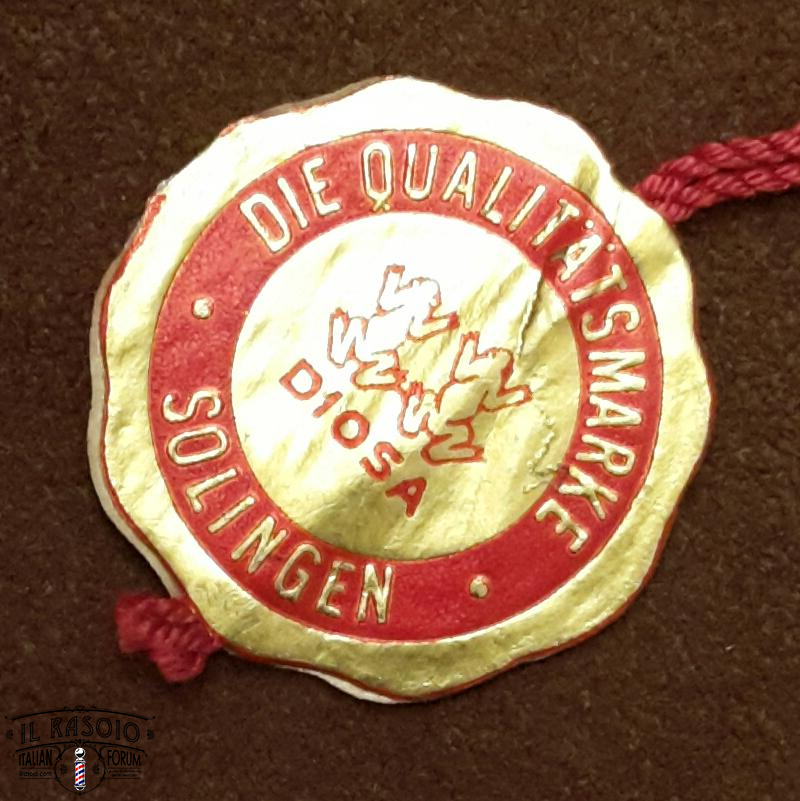 DIE QUALITÄTSMARKE
DIOSA
SOLINGEN
IL RASOIO
ITALIAN FORUM